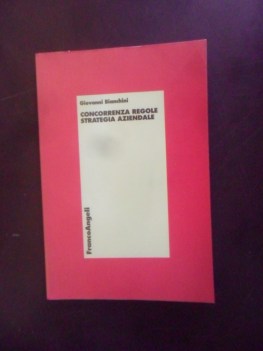 Giovanni Bianchini
CONCORRENZA REGOLE
STRATEGIA AZIENDALE
FrancoAngeli